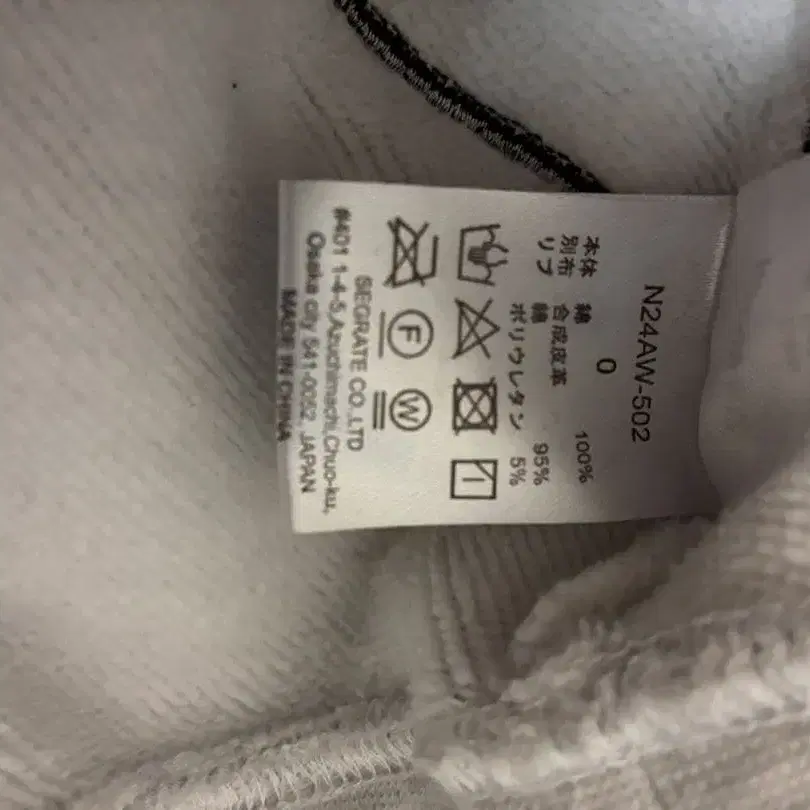 N24AW-502
0
本体 綿 100%
別布 合成皮革
リブ 綿 95%
ポリウレタン 5%
F W
ISEGRATE CO.,LTD
#401 1-4-5,Azuchimachi,Chuo-ku,
Osaka city 541-0052, JAPAN
MADE IN CHINA